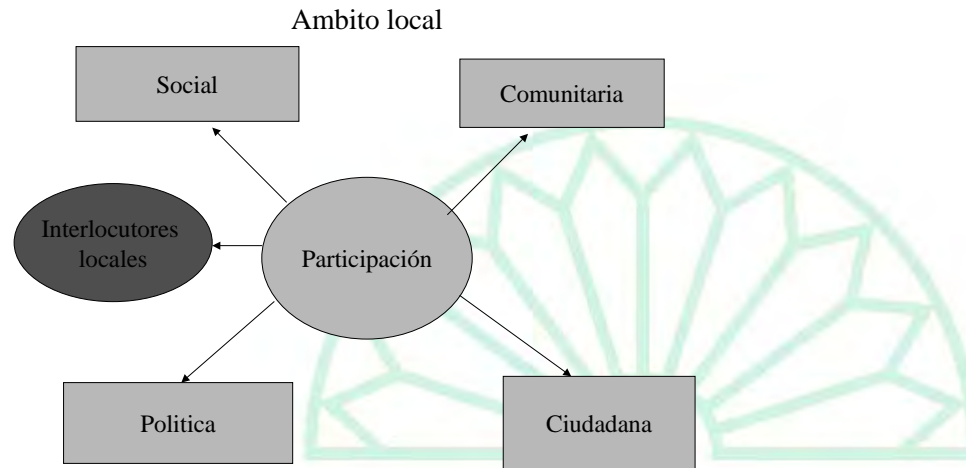 Ambito local
Social
Comunitaria
Interlocutores
locales
Participación
Politica
Ciudadana